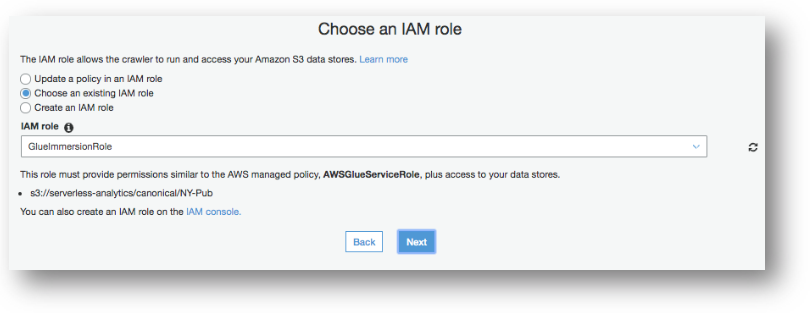 Choose an IAM role
The IAM role allows the crawler to run and access your Amazon S3 data stores. Learn more
Update a policy in an IAM role
Choose an existing IAM role
Create an IAM role
IAM role
GlueImmersionRole
This role must provide permissions similar to the AWS managed policy, AWSGlueServiceRole, plus access to your data stores.
• s3://serverless-analytics/canonical/NY-Pub
You can also create an IAM role on the IAM console.
Back Next